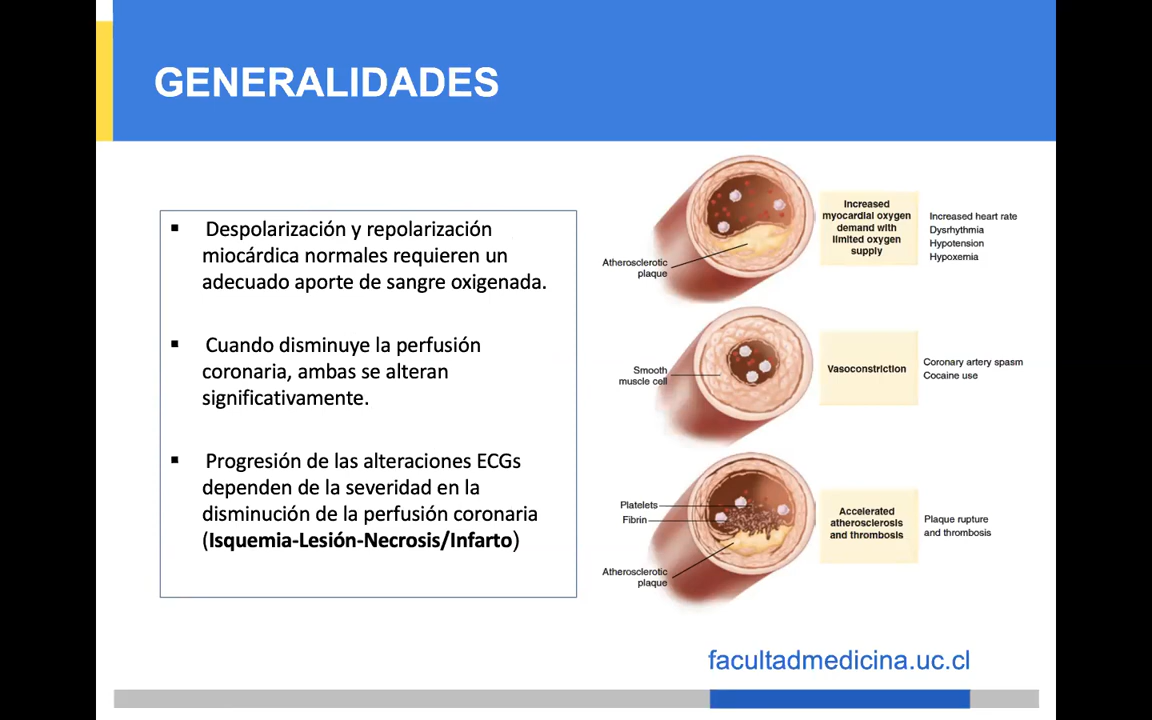 GENERALIDADES
▪ Despolarización y repolarización
miocárdica normales requieren un
adecuado aporte de sangre oxigenada.
▪ Cuando disminuye la perfusión
coronaria, ambas se alteran
significativamente.
▪ Progresión de las alteraciones ECGs
dependen de la severidad en la
disminución de la perfusión coronaria
(Isquemia-Lesión-Necrosis/Infarto)
Atherosclerotic
plaque
Increased
myocardial oxygen
demand with
limited oxygen
supply
Increased heart rate
Dysrhythmia
Hypotension
Hypoxemia
Smooth
muscle cell
Vasoconstriction
Coronary artery spasm
Cocaine use
Platelets
Fibrin
Atherosclerotic
plaque
Accelerated
atherosclerosis
and thrombosis
Plaque rupture
and thrombosis
facultadmedicina.uc.cl